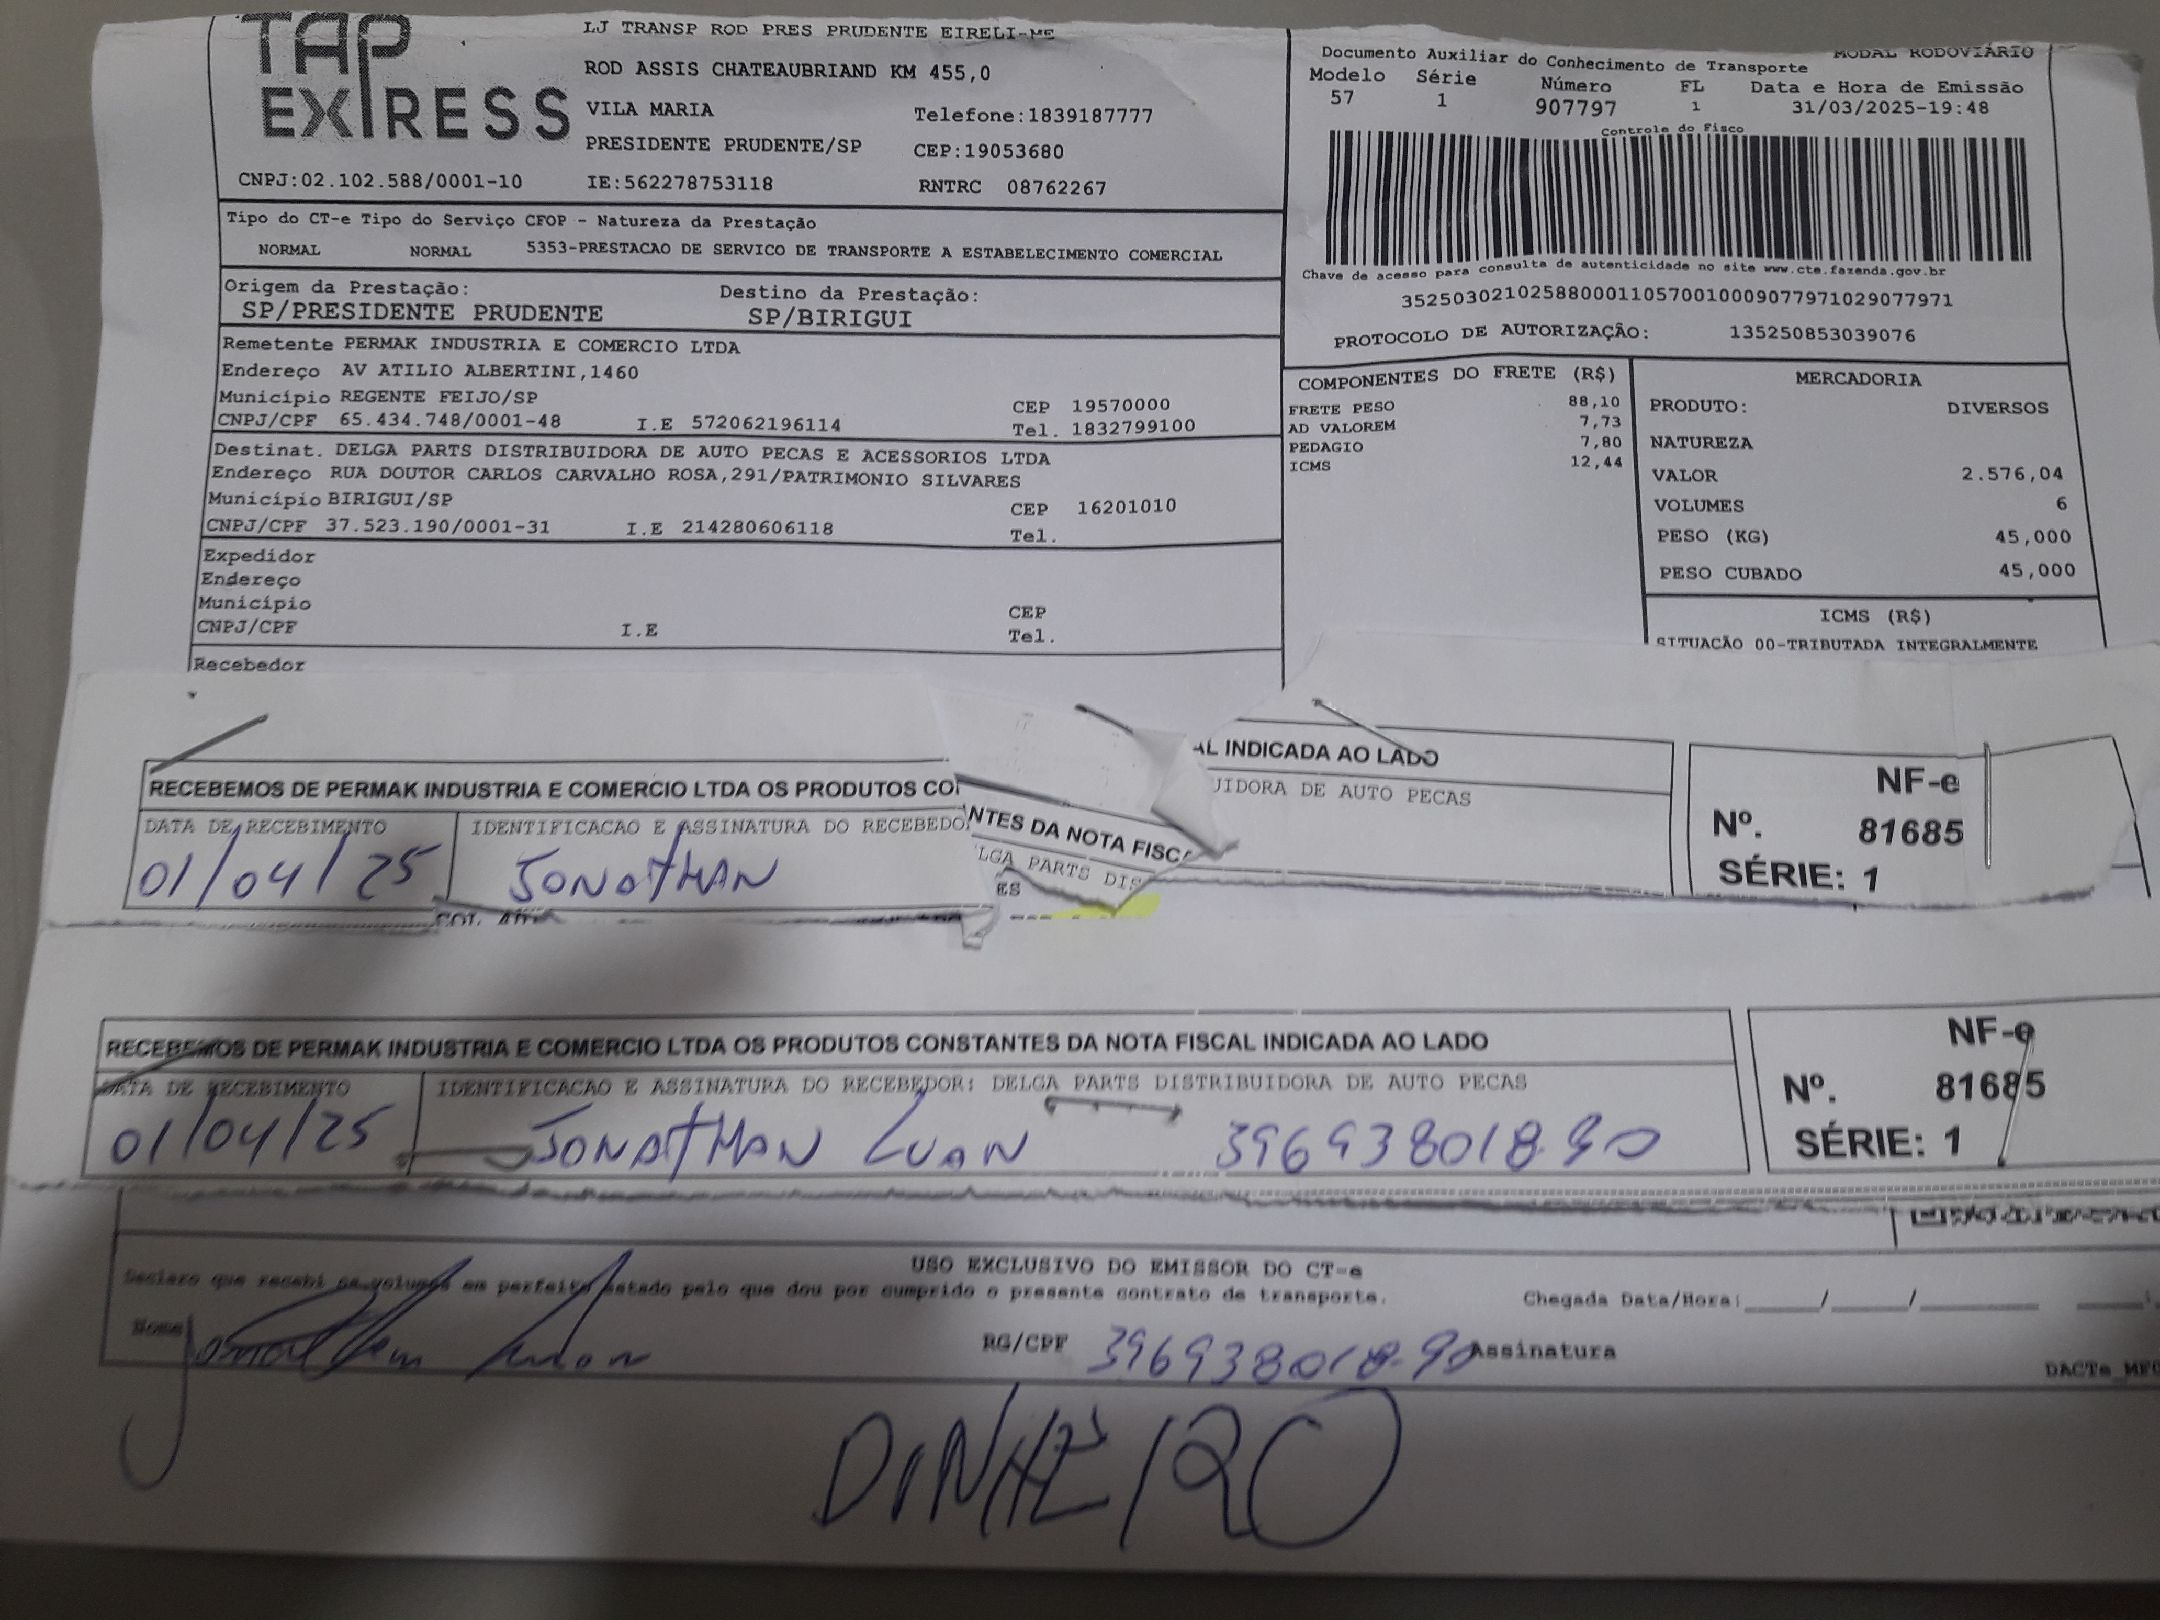 TAP EXPRESS
LJ TRANSP ROD PRES PRUDENTE EIRELI-ME
ROD ASSIS CHATEAUBRIAND KM 455,0
VILA MARIA Telefone:1839187777
PRESIDENTE PRUDENTE/SP CEP:19053680
CNPJ:02.102.588/0001-10 IE:562278753118 RNTRC 08762267
MODAL RODOVIÁRIO
Documento Auxiliar do Conhecimento de Transporte
Modelo Série Número FL Data e Hora de Emissão
57 1 907797 1 31/03/2025-19:48
Controle do Fisco
Chave de acesso para consulta de autenticidade no site www.cte.fazenda.gov.br
35250302102588000110570010009077971029077971
PROTOCOLO DE AUTORIZAÇÃO: 135250853039076
Tipo do CT-e Tipo do Serviço CFOP - Natureza da Prestação
NORMAL NORMAL 5353-PRESTACAO DE SERVICO DE TRANSPORTE A ESTABELECIMENTO COMERCIAL
Origem da Prestação: Destino da Prestação:
SP/PRESIDENTE PRUDENTE SP/BIRIGUI
Remetente PERMAK INDUSTRIA E COMERCIO LTDA
Endereço AV ATILIO ALBERTINI,1460
Município REGENTE FEIJO/SP CEP 19570000
CNPJ/CPF 65.434.748/0001-48 I.E 572062196114 Tel. 1832799100
Destinat. DELGA PARTS DISTRIBUIDORA DE AUTO PECAS E ACESSORIOS LTDA
Endereço RUA DOUTOR CARLOS CARVALHO ROSA,291/PATRIMONIO SILVARES
Município BIRIGUI/SP CEP 16201010
CNPJ/CPF 37.523.190/0001-31 I.E 214280606118 Tel.
Expedidor
Endereço
Município CEP
CNPJ/CPF I.E Tel.
Recebedor
COMPONENTES DO FRETE (R$)
FRETE PESO 88,10
AD VALOREM 7,73
PEDAGIO 7,80
ICMS 12,44
MERCADORIA
PRODUTO: DIVERSOS
NATUREZA
VALOR 2.576,04
VOLUMES 6
PESO (KG) 45,000
PESO CUBADO 45,000
ICMS (R$)
SITUAÇÃO 00-TRIBUTADA INTEGRALMENTE
RECEBEMOS DE PERMAK INDUSTRIA E COMERCIO LTDA OS PRODUTOS CO
NTES DA NOTA FISC
AL INDICADA AO LADO
DATA DE RECEBIMENTO IDENTIFICACAO E ASSINATURA DO RECEBEDO
LGA PARTS DIS
UIDORA DE AUTO PECAS
ES
01/04/25 JONATHAN
NF-e
Nº. 81685
SÉRIE: 1
RECEBEMOS DE PERMAK INDUSTRIA E COMERCIO LTDA OS PRODUTOS CONSTANTES DA NOTA FISCAL INDICADA AO LADO
DATA DE RECEBIMENTO IDENTIFICACAO E ASSINATURA DO RECEBEDOR: DELGA PARTS DISTRIBUIDORA DE AUTO PECAS
01/04/25 JONATHAN LUAN 396938018.90
NF-e
Nº. 81685
SÉRIE: 1
USO EXCLUSIVO DO EMISSOR DO CT-e
Declaro que recebi os volumes em perfeito estado pelo que dou por cumprido o presente contrato de transporte.
Chegada Data/Hora: / /
Nome Jonathan Luan RG/CPF 396938018-90 Assinatura
DINHEIRO